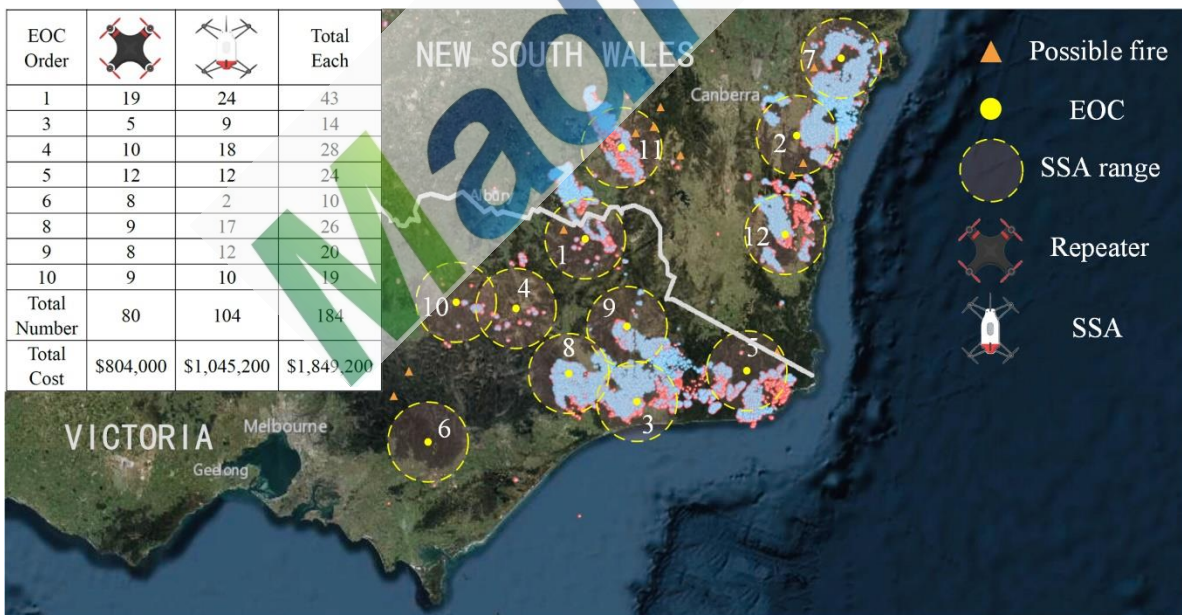 EOC
Order
Total
Each
1 19 24 43
3 5 9 14
4 10 18 28
5 12 12 24
6 8 2 10
8 9 17 26
9 8 12 20
10 9 10 19
Total
Number
80 104 184
Total
Cost
$804,000 $1,045,200 $1,849,200
NEW SOUTH WALES
Canberra
7
2
11
12
1
10
4
9
8
5
3
6
VICTORIA
Melbourne
Geelong
Possible fire
EOC
SSA range
Repeater
SSA